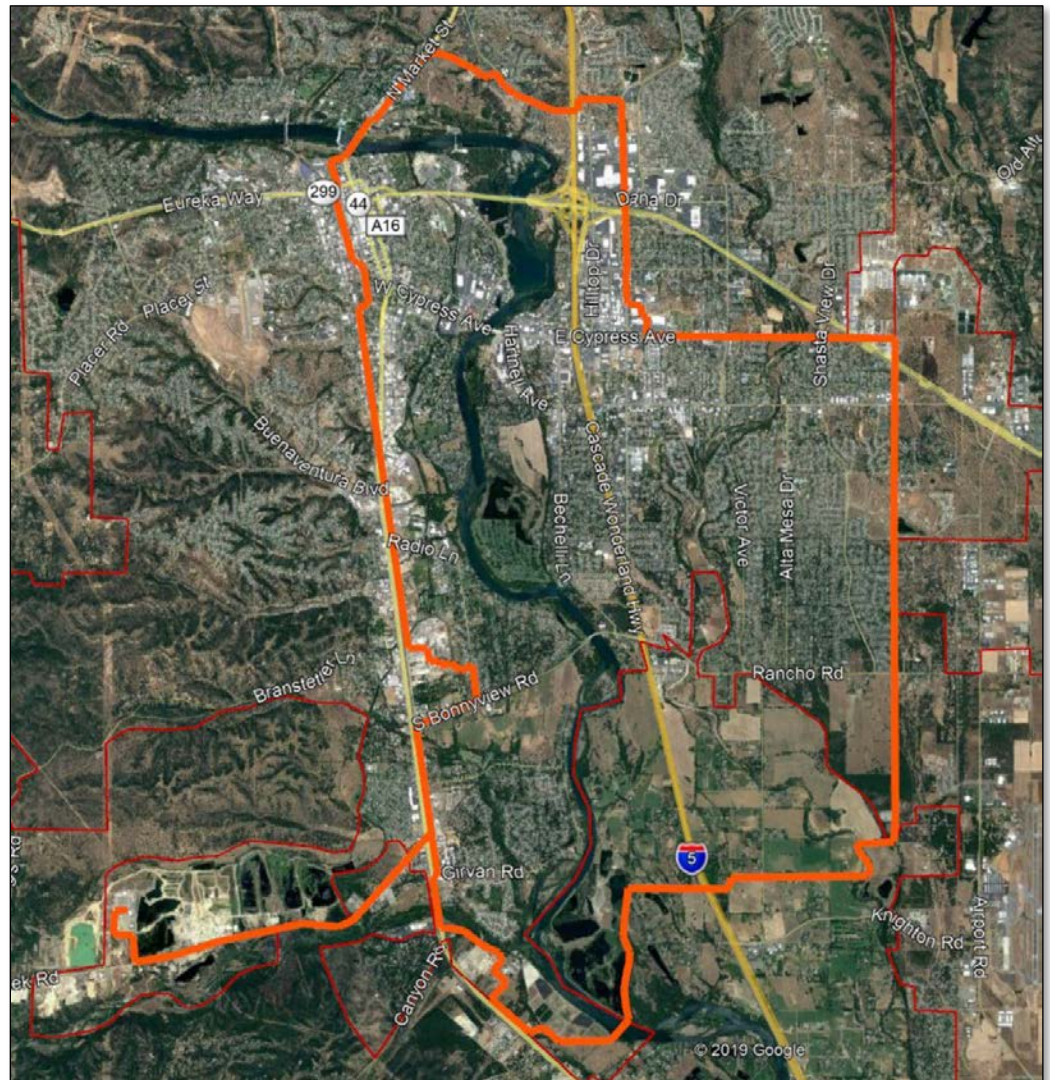 N Market St
Old Alt
299
44
A16
Eureka Way
Dana Dr
Hilltop Dr
Placer St
W Cypress Ave
E Cypress Ave
Shasta View Dr
Placer Rd
Hartnell Ave
Buenaventura Blvd
Cascade Wonderland Hwy
Bechelli Ln
Victor Ave
Alta Mesa Dr
Radio Ln
Branstetter Ln
Rancho Rd
S Bonnyview Rd
5
Girvan Rd
Knighton Rd
Airport Rd
Canyon Rd
ek Rd
© 2019 Google